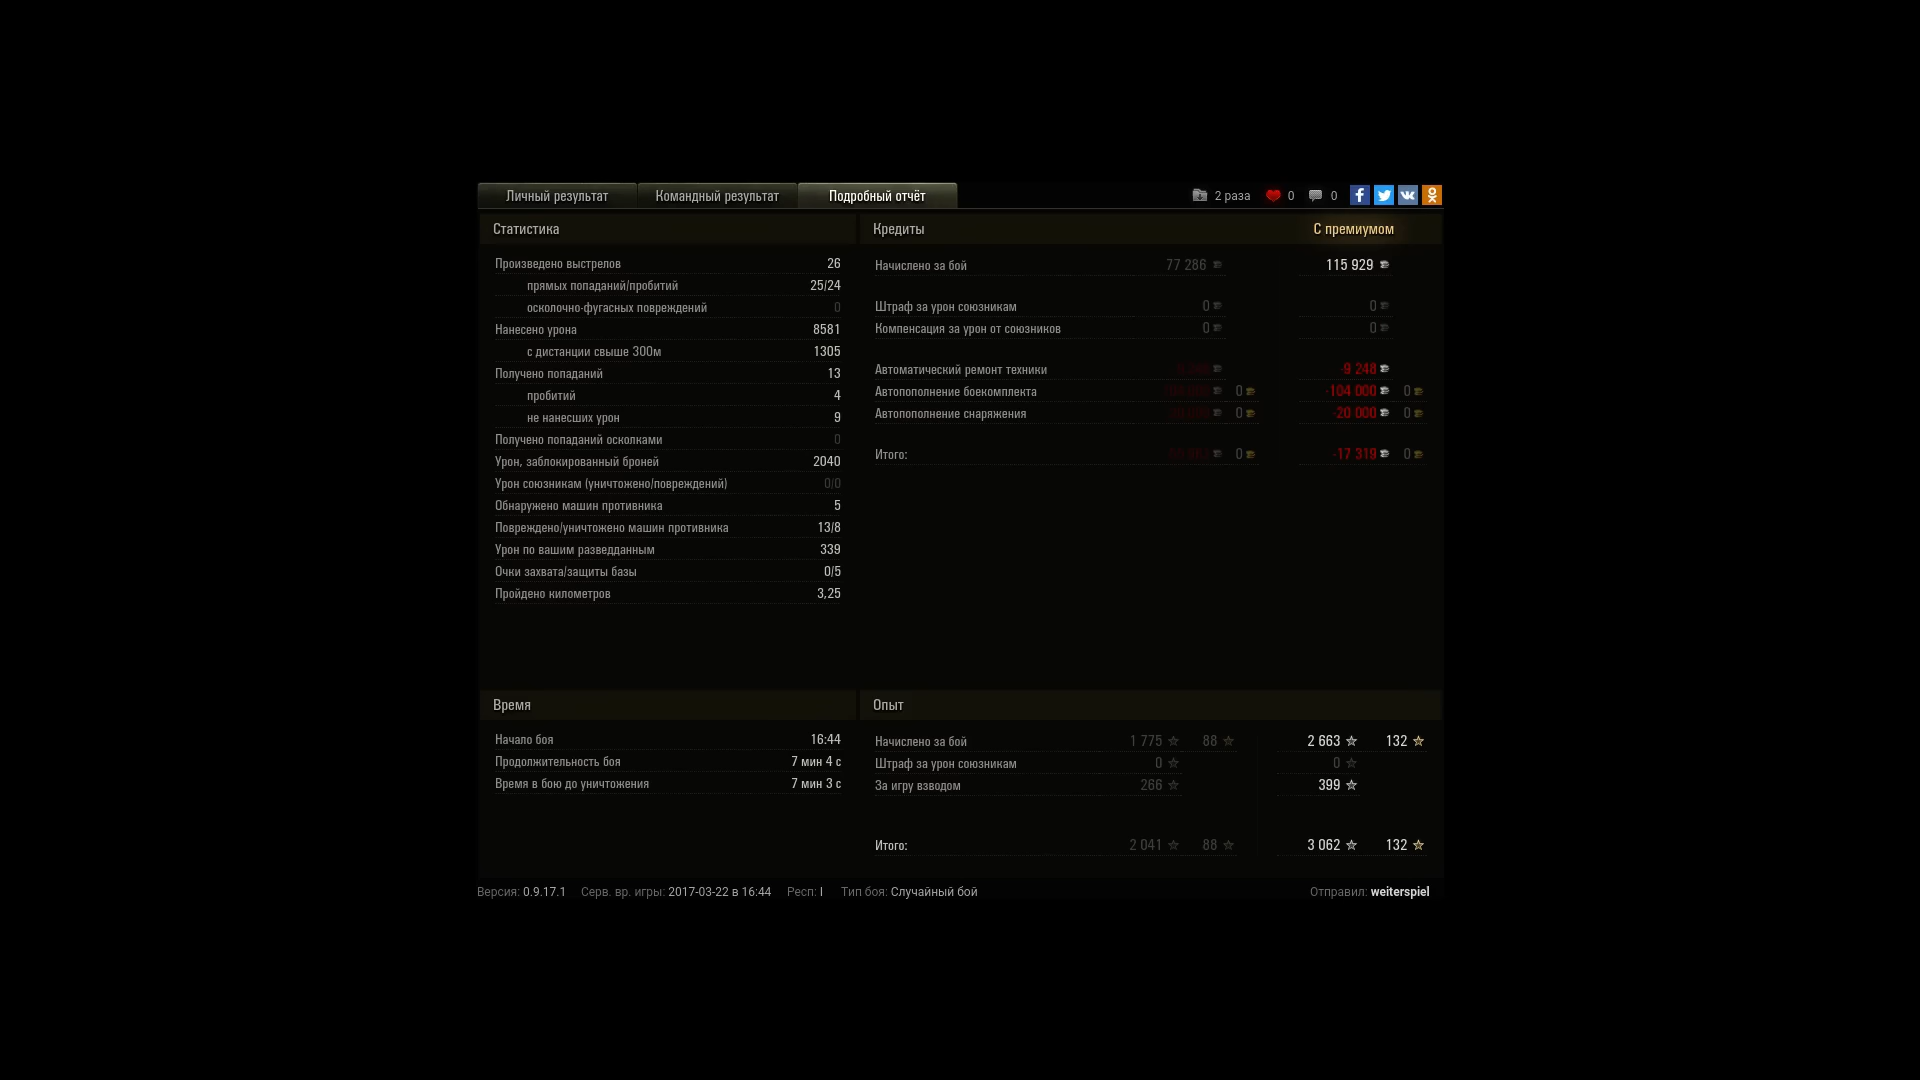 Личный результат Командный результат Подробный отчёт 2 раза 0 0
Статистика
Произведено выстрелов 26
прямых попаданий/пробитий 25/24
осколочно-фугасных повреждений 0
Нанесено урона 8581
с дистанции свыше 300м 1305
Получено попаданий 13
пробитий 4
не нанесших урон 9
Получено попаданий осколками 0
Урон, заблокированный броней 2040
Урон союзникам (уничтожено/повреждений) 0/0
Обнаружено машин противника 5
Повреждено/уничтожено машин противника 13/8
Урон по вашим разведданным 339
Очки захвата/защиты базы 0/5
Пройдено километров 3,25
Кредиты С премиумом
Начислено за бой 77 286 115 929
Штраф за урон союзникам 0 0
Компенсация за урон от союзников 0 0
Автоматический ремонт техники -9 248
Автопополнение боекомплекта 0 -104 000 0
Автопополнение снаряжения 0 -20 000 0
Итого: 0 -17 319 0
Время
Начало боя 16:44
Продолжительность боя 7 мин 4 с
Время в бою до уничтожения 7 мин 3 с
Опыт
Начислено за бой 1 775 88 2 663 132
Штраф за урон союзникам 0 0
За игру взводом 266 399
Итого: 2 041 88 3 062 132
Версия: 0.9.17.1 Серв. вр. игры: 2017-03-22 в 16:44 Респ: I Тип боя: Случайный бой Отправил: weiterspiel